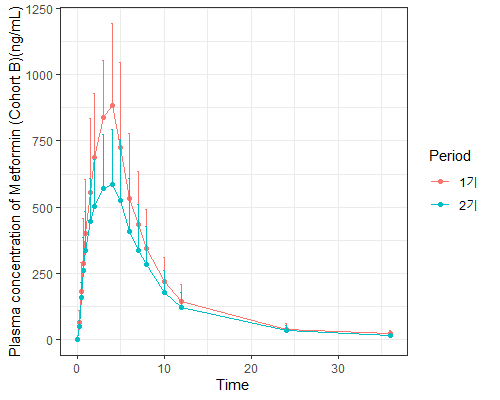 Plasma concentration of Metformin (Cohort B)(ng/mL)
1250
1000
750
500
250
0
0
10
20
30
Time
Period
1기
2기